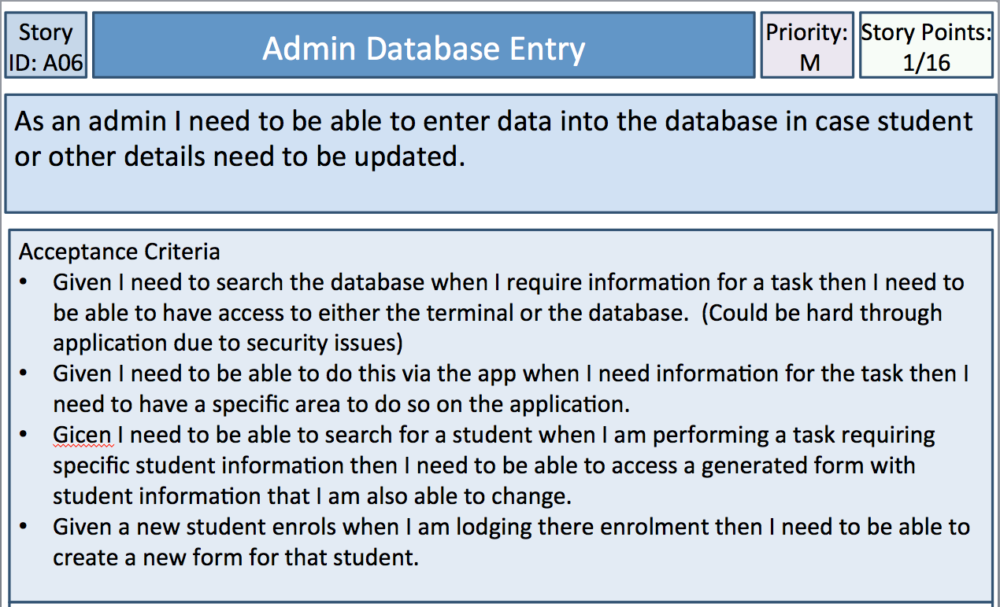 Story
ID: A06
Admin Database Entry
Priority:
M
Story Points:
1/16
As an admin I need to be able to enter data into the database in case student
or other details need to be updated.
Acceptance Criteria
• Given I need to search the database when I require information for a task then I need to
be able to have access to either the terminal or the database.  (Could be hard through
application due to security issues)
• Given I need to be able to do this via the app when I need information for the task then I
need to have a specific area to do so on the application.
• Gicen I need to be able to search for a student when I am performing a task requiring
specific student information then I need to be able to access a generated form with
student information that I am also able to change.
• Given a new student enrols when I am lodging there enrolment then I need to be able to
create a new form for that student.